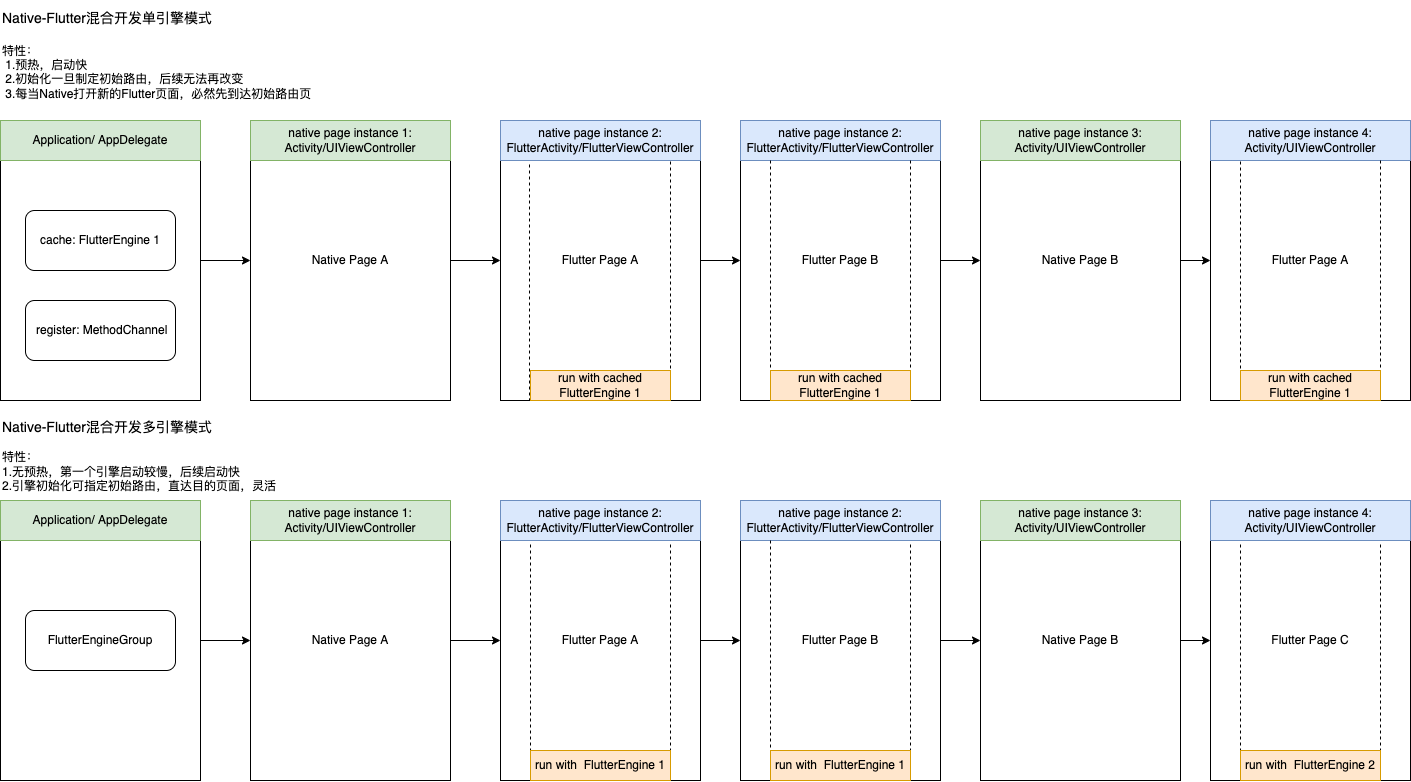 Native-Flutter混合开发单引擎模式
特性：
1.预热，启动快
2.初始化一旦制定初始路由，后续无法再改变
3.每当Native打开新的Flutter页面，必然先到达初始路由页
Application/ AppDelegate
native page instance 1:
Activity/UIViewController
native page instance 2:
FlutterActivity/FlutterViewController
native page instance 2:
FlutterActivity/FlutterViewController
native page instance 3:
Activity/UIViewController
native page instance 4:
Activity/UIViewController
cache: FlutterEngine 1
register: MethodChannel
Native Page A
Flutter Page A
Flutter Page B
Native Page B
Flutter Page A
run with cached
FlutterEngine 1
run with cached
FlutterEngine 1
run with cached
FlutterEngine 1
Native-Flutter混合开发多引擎模式
特性：
1.无预热，第一个引擎启动较慢，后续启动快
2.引擎初始化可指定初始路由，直达目的页面，灵活
Application/ AppDelegate
native page instance 1:
Activity/UIViewController
native page instance 2:
FlutterActivity/FlutterViewController
native page instance 2:
FlutterActivity/FlutterViewController
native page instance 3:
Activity/UIViewController
native page instance 4:
Activity/UIViewController
FlutterEngineGroup
Native Page A
Flutter Page A
Flutter Page B
Native Page B
Flutter Page C
run with  FlutterEngine 1
run with  FlutterEngine 1
run with  FlutterEngine 2